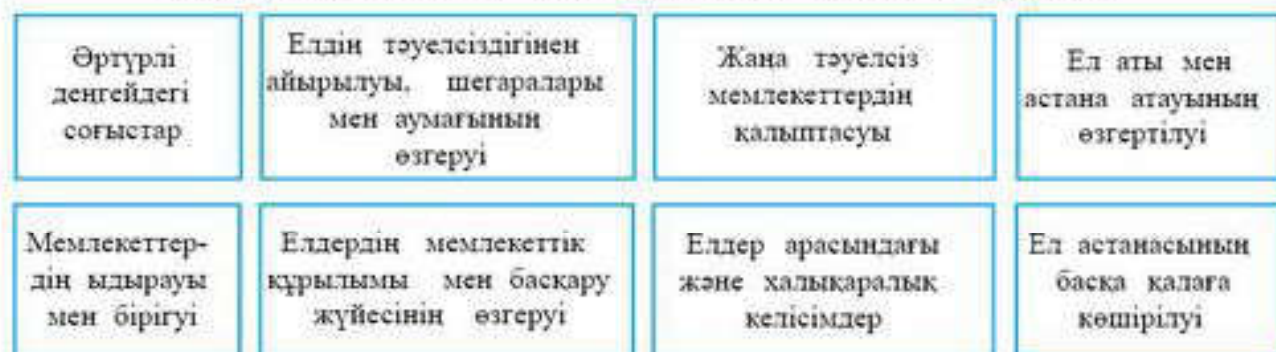 Әртүрлі
деңгейдегі
соғыстар
Елдің тәуелсіздігінен
айырылуы, шегаралары
мен аумағының
өзгеруі
Жаңа тәуелсіз
мемлекеттердің
қалыптасуы
Ел аты мен
астана атауының
өзгертілуі
Мемлекеттер-
дің ыдырауы
мен бірігуі
Елдердің мемлекеттік
құрылымы мен басқару
жүйесінің өзгеруі
Елдер арасындағы
және халықаралық
келісімдер
Ел астанасының
басқа қалаға
көшірілуі